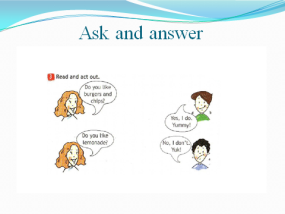 Ask and answer
Read and act out.
Do you like
burgers and
chips?
Yes, I do.
Yummy!
Do you like
lemonade?
No, I don't.
Yuk!